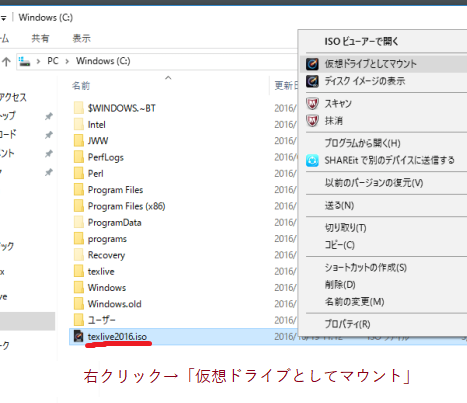 Windows (C:)
ーム
共有
表示
PC
Windows (C:)
名前
更新日
クセス
トップ
ロード
メント
$WINDOWS.~BT
2016/
Intel
2016/
JWW
2016/
PerfLogs
2016/
Perl
2016/
Program Files
2016/
Program Files (x86)
2016/
ProgramData
2016/
programs
2016/
Recovery
2016/
texlive
2016/
Windows
2016/
Windows.old
2016/
ユーザー
2016/
texlive2016.iso
ック
ve
ーク
ISO ビューアーで開く
仮想ドライブとしてマウント
ディスク イメージの表示
スキャン
抹消
プログラムから開く(H)
SHAREit で別のデバイスに送信する
以前のバージョンの復元(V)
送る(N)
切り取り(T)
コピー(C)
ショートカットの作成(S)
削除(D)
名前の変更(M)
プロパティ(R)
右クリック→「仮想ドライブとしてマウント」